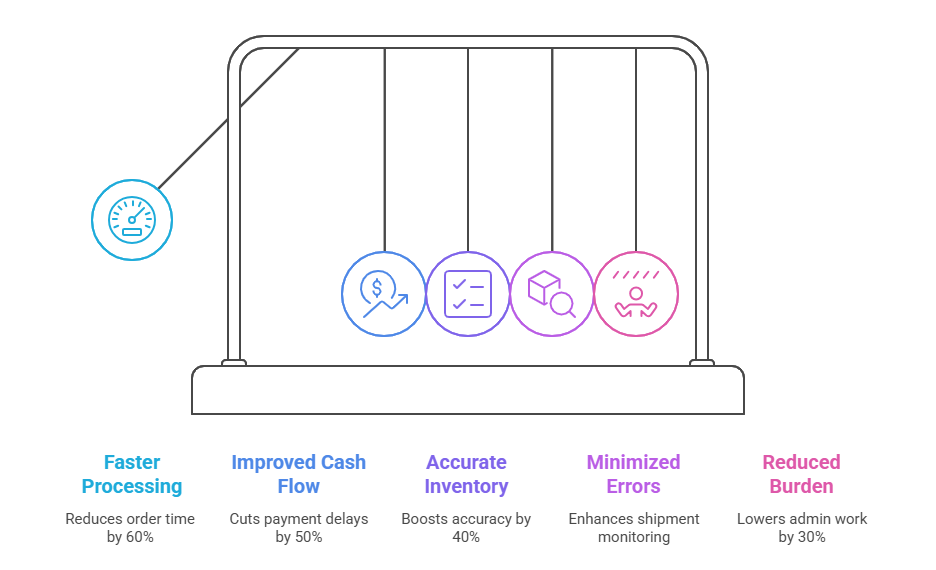 Faster
Processing
Reduces order time
by 60%
Improved Cash
Flow
Cuts payment delays
by 50%
Accurate
Inventory
Boosts accuracy by
40%
Minimized
Errors
Enhances shipment
monitoring
Reduced
Burden
Lowers admin work
by 30%